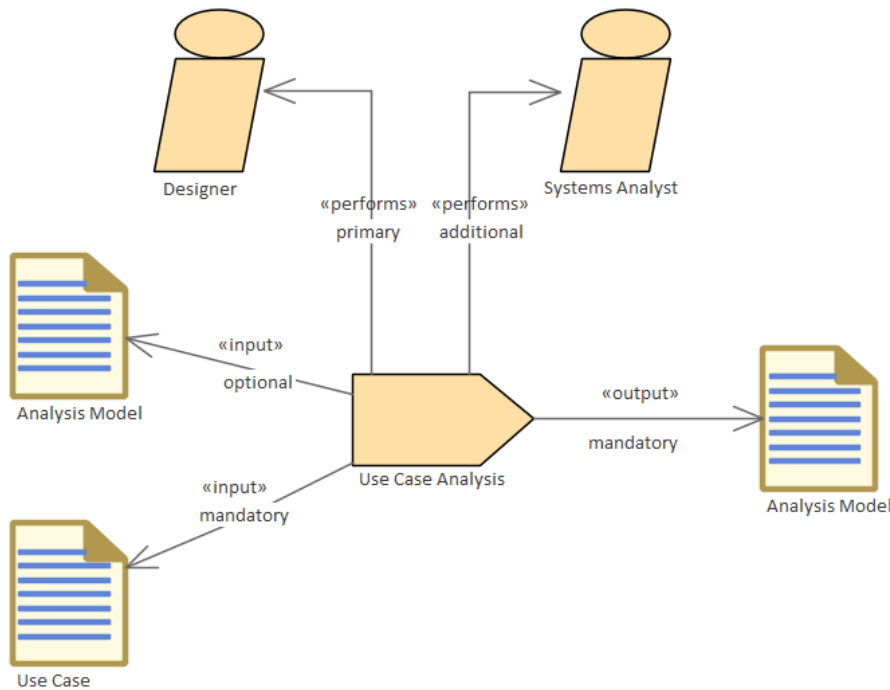 Designer
Systems Analyst
«performs»
primary
«performs»
additional
«input»
optional
Analysis Model
«output»
mandatory
Use Case Analysis
«input»
mandatory
Analysis Model
Use Case